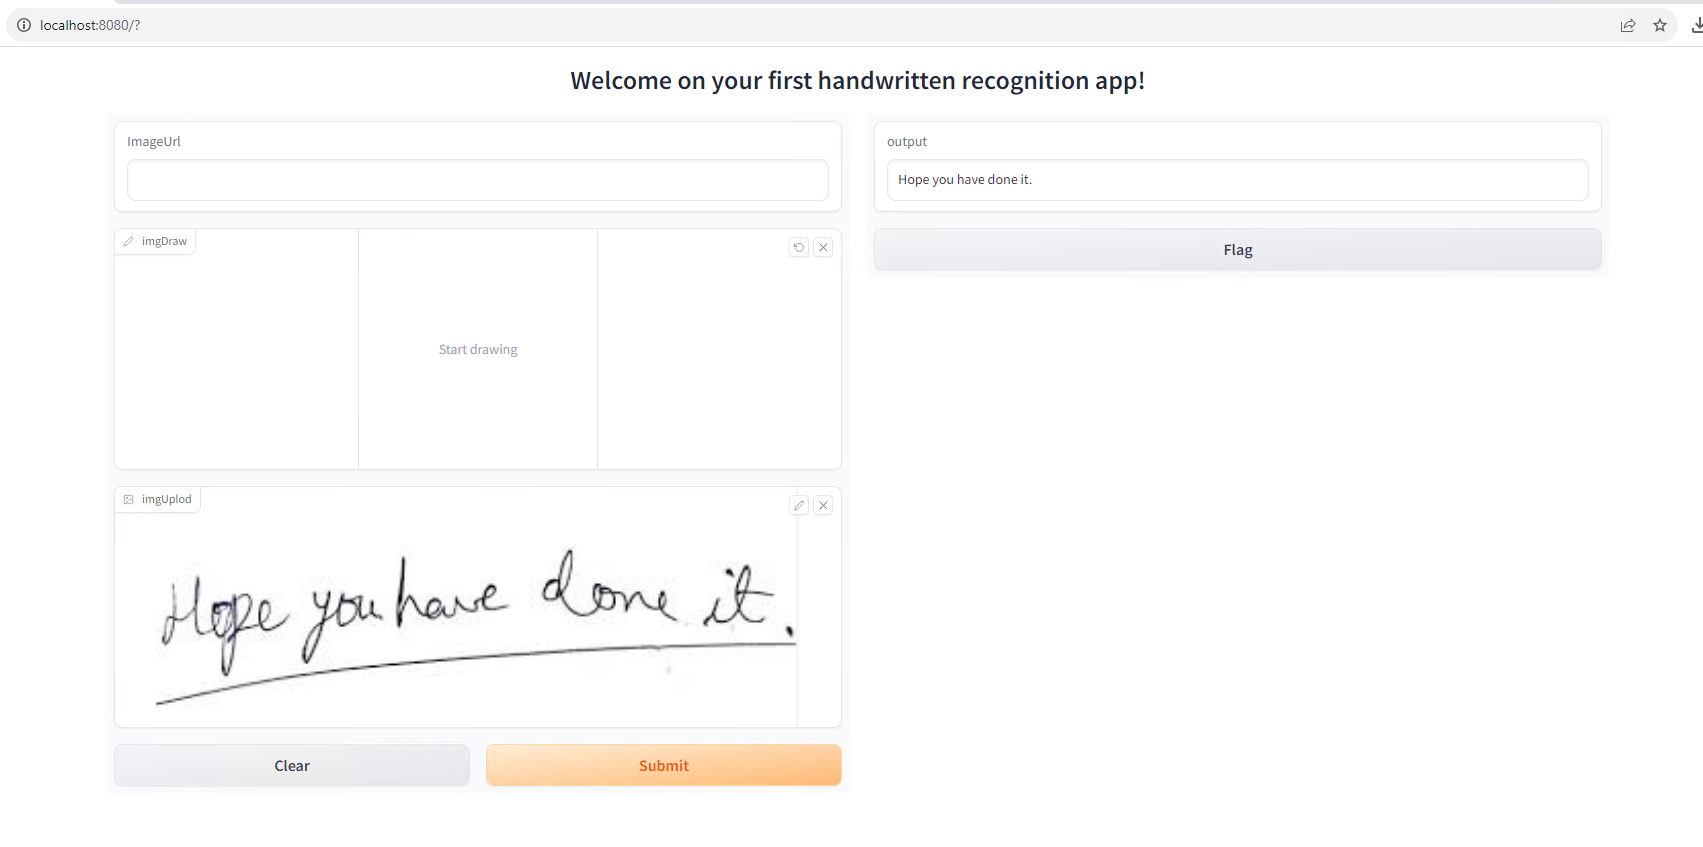 localhost:8080/?
Welcome on your first handwritten recognition app!
ImageUrl
imgDraw
Start drawing
imgUplod
Hope you have done it.
Clear
Submit
output
Hope you have done it.
Flag